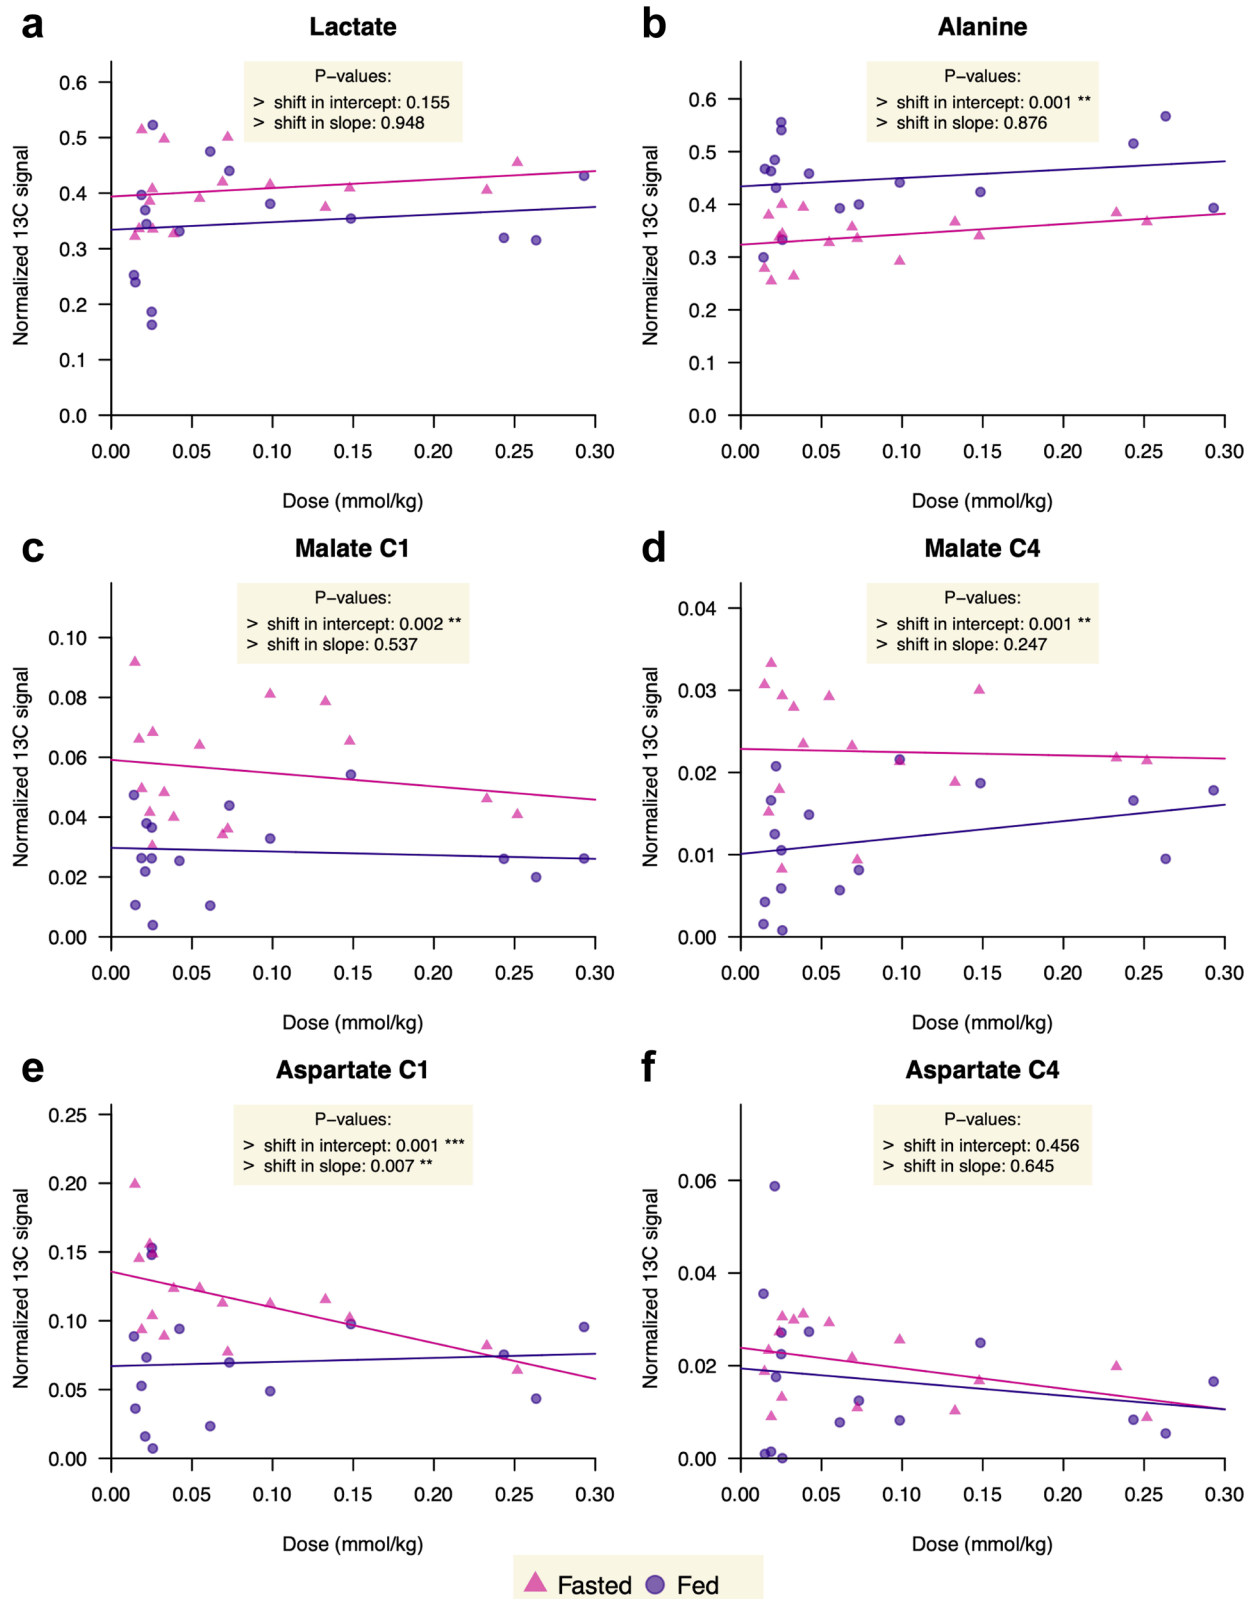 a
Lactate
P-values:
> shift in intercept: 0.155
> shift in slope: 0.948
Normalized 13C signal
0.6
0.5
0.4
0.3
0.2
0.1
0.0
0.00 0.05 0.10 0.15 0.20 0.25 0.30
Dose (mmol/kg)
b
Alanine
P-values:
> shift in intercept: 0.001 **
> shift in slope: 0.876
Normalized 13C signal
0.6
0.5
0.4
0.3
0.2
0.1
0.0
0.00 0.05 0.10 0.15 0.20 0.25 0.30
Dose (mmol/kg)
c
Malate C1
P-values:
> shift in intercept: 0.002 **
> shift in slope: 0.537
Normalized 13C signal
0.10
0.08
0.06
0.04
0.02
0.00
0.00 0.05 0.10 0.15 0.20 0.25 0.30
Dose (mmol/kg)
d
Malate C4
P-values:
> shift in intercept: 0.001 **
> shift in slope: 0.247
Normalized 13C signal
0.04
0.03
0.02
0.01
0.00
0.00 0.05 0.10 0.15 0.20 0.25 0.30
Dose (mmol/kg)
e
Aspartate C1
P-values:
> shift in intercept: 0.001 ***
> shift in slope: 0.007 **
Normalized 13C signal
0.25
0.20
0.15
0.10
0.05
0.00
0.00 0.05 0.10 0.15 0.20 0.25 0.30
Dose (mmol/kg)
f
Aspartate C4
P-values:
> shift in intercept: 0.456
> shift in slope: 0.645
Normalized 13C signal
0.06
0.04
0.02
0.00
0.00 0.05 0.10 0.15 0.20 0.25 0.30
Dose (mmol/kg)
Fasted Fed